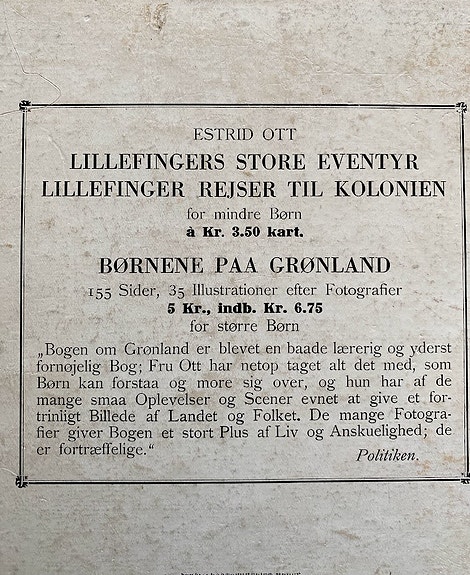 ESTRID OTT
LILLEFINGERS STORE EVENTYR
LILLEFINGER REJSER TIL KOLONIEN
for mindre Børn
à Kr. 3.50 kart.
BØRNENE PAA GRØNLAND
155 Sider, 35 Illustrationer efter Fotografier
5 Kr., indb. Kr. 6.75
for større Børn
„Bogen om Grønland er blevet en baade lærerig og yderst
fornøjelig Bog; Fru Ott har netop taget alt det med, som
Børn kan forstaa og more sig over, og hun har af de
mange smaa Oplevelser og Scener evnet at give et for-
trinligt Billede af Landet og Folket. De mange Fotogra-
fier giver Bogen et stort Plus af Liv og Anskuelighed; de
er fortræffelige.“
Politiken.